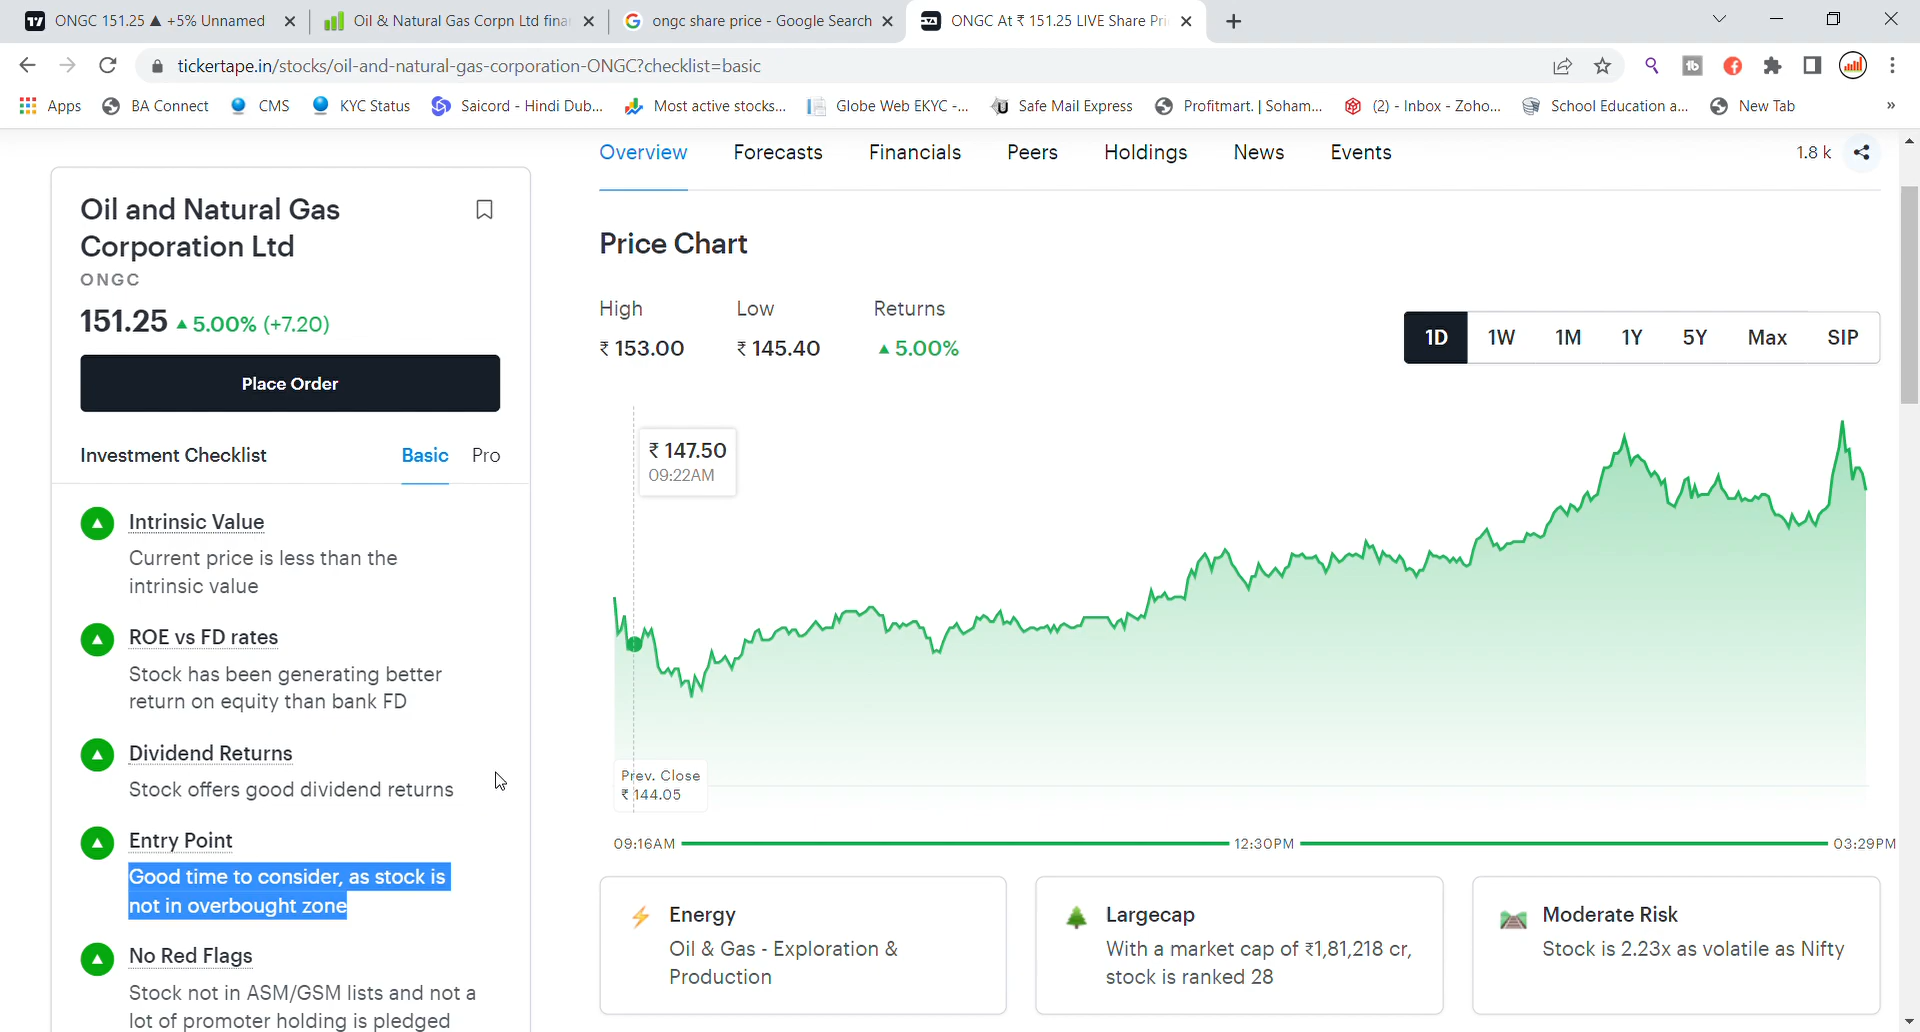 ONGC 151.25 ▲ +5% Unnamed
Oil & Natural Gas Corpn Ltd fina
ongc share price - Google Search
ONGC At ₹ 151.25 LIVE Share Pri
tickertape.in/stocks/oil-and-natural-gas-corporation-ONGC?checklist=basic
Apps
BA Connect
CMS
KYC Status
Saicord - Hindi Dub...
Most active stocks...
Globe Web EKYC -...
Safe Mail Express
Profitmart. | Soham...
(2) - Inbox - Zoho...
School Education a...
New Tab
»
Overview
Forecasts
Financials
Peers
Holdings
News
Events
1.8 k
Oil and Natural Gas
Corporation Ltd
ONGC
151.25 ▲ 5.00% (+7.20)
Place Order
Investment Checklist
Basic
Pro
Intrinsic Value
Current price is less than the
intrinsic value
ROE vs FD rates
Stock has been generating better
return on equity than bank FD
Dividend Returns
Stock offers good dividend returns
Entry Point
Good time to consider, as stock is
not in overbought zone
No Red Flags
Stock not in ASM/GSM lists and not a
lot of promoter holding is pledged
Price Chart
High
Low
Returns
₹ 153.00
₹ 145.40
▲ 5.00%
1D
1W
1M
1Y
5Y
Max
SIP
₹ 147.50
09:22AM
Prev. Close
₹ 144.05
09:16AM
12:30PM
03:29PM
Energy
Oil & Gas - Exploration &
Production
Largecap
With a market cap of ₹1,81,218 cr,
stock is ranked 28
Moderate Risk
Stock is 2.23x as volatile as Nifty